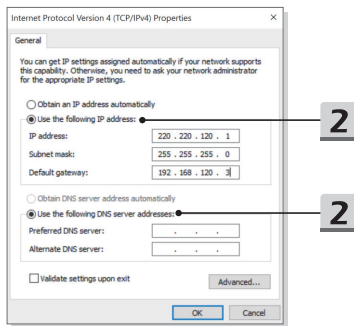 Internet Protocol Version 4 (TCP/IPv4) Properties
General
You can get IP settings assigned automatically if your network supports
this capability. Otherwise, you need to ask your network administrator
for the appropriate IP settings.
Obtain an IP address automatically
Use the following IP address:
2
IP address: 220 . 220 . 120 . 1
Subnet mask: 255 . 255 . 255 . 0
Default gateway: 192 . 168 . 120 . 3
Obtain DNS server address automatically
Use the following DNS server addresses:
2
Preferred DNS server: . . .
Alternate DNS server: . . .
Validate settings upon exit
Advanced...
OK Cancel